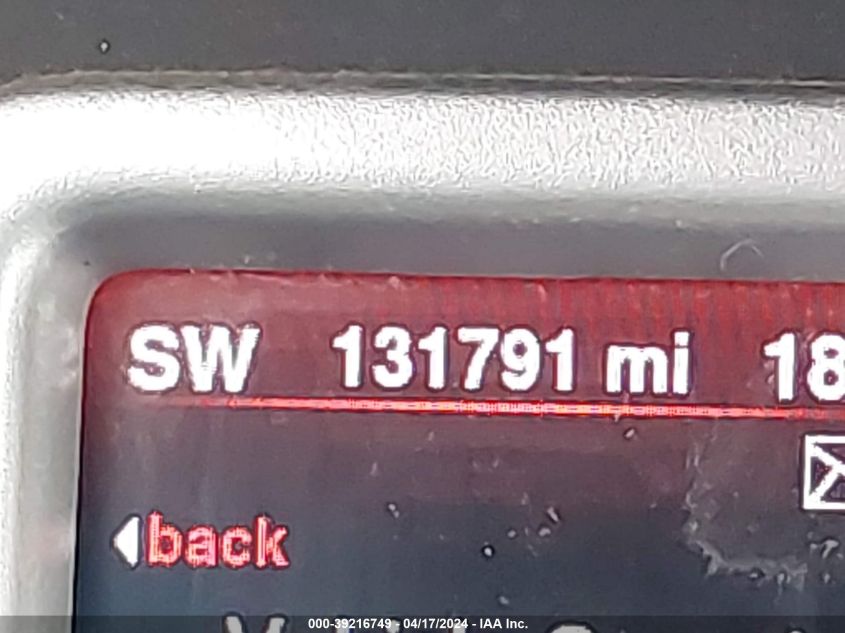 SW 131791 mi 18
back
000-39216749 - 04/17/2024 - IAA Inc.